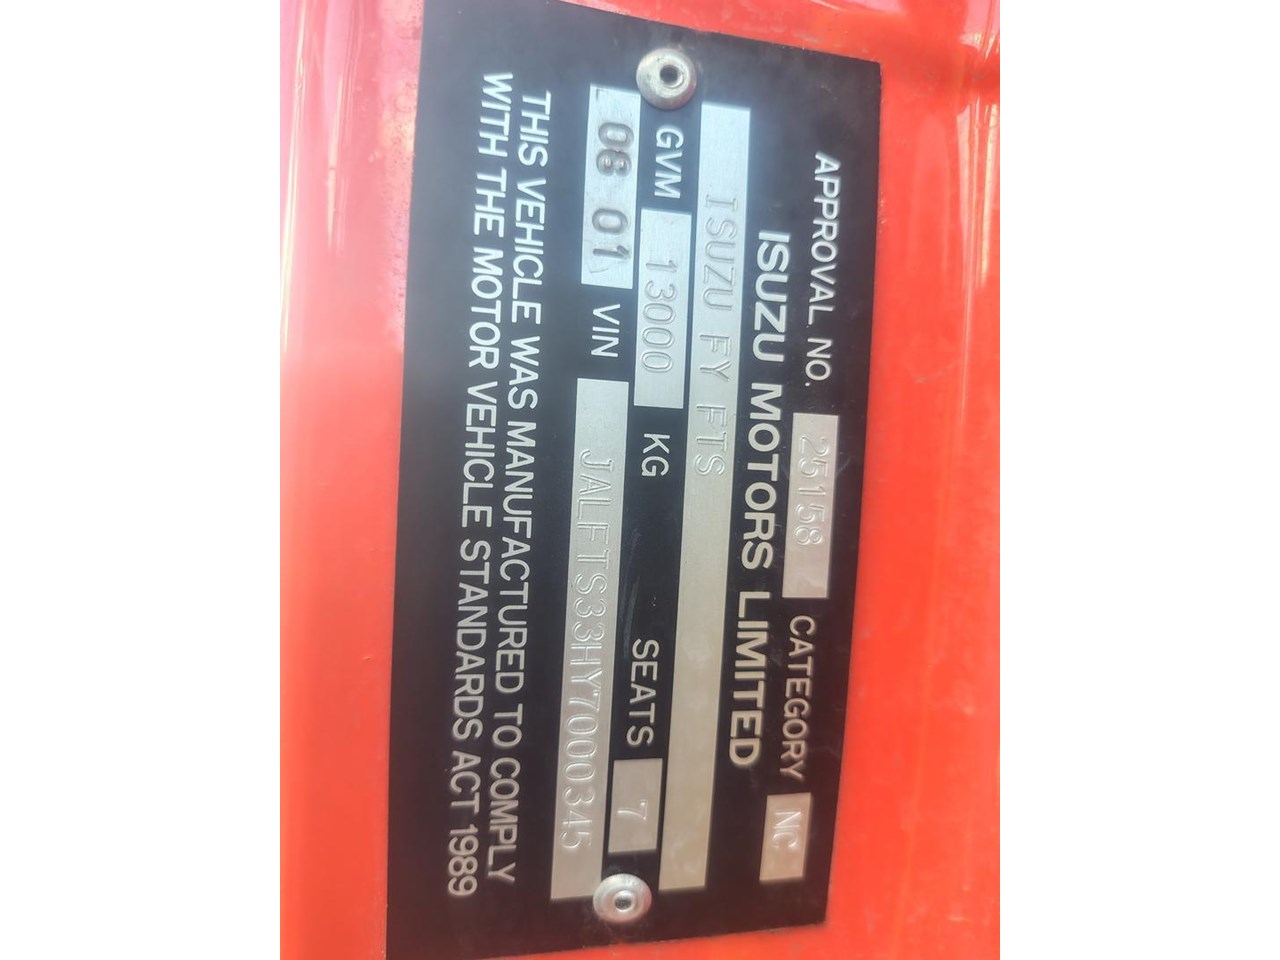 APPROVAL NO. 25158 CATEGORY NC
ISUZU MOTORS LIMITED
ISUZU FY FTS
GVM 13000 KG SEATS 7
06 01 VIN JALFTS33HY7000345
THIS VEHICLE WAS MANUFACTURED TO COMPLY
WITH THE MOTOR VEHICLE STANDARDS ACT 1989